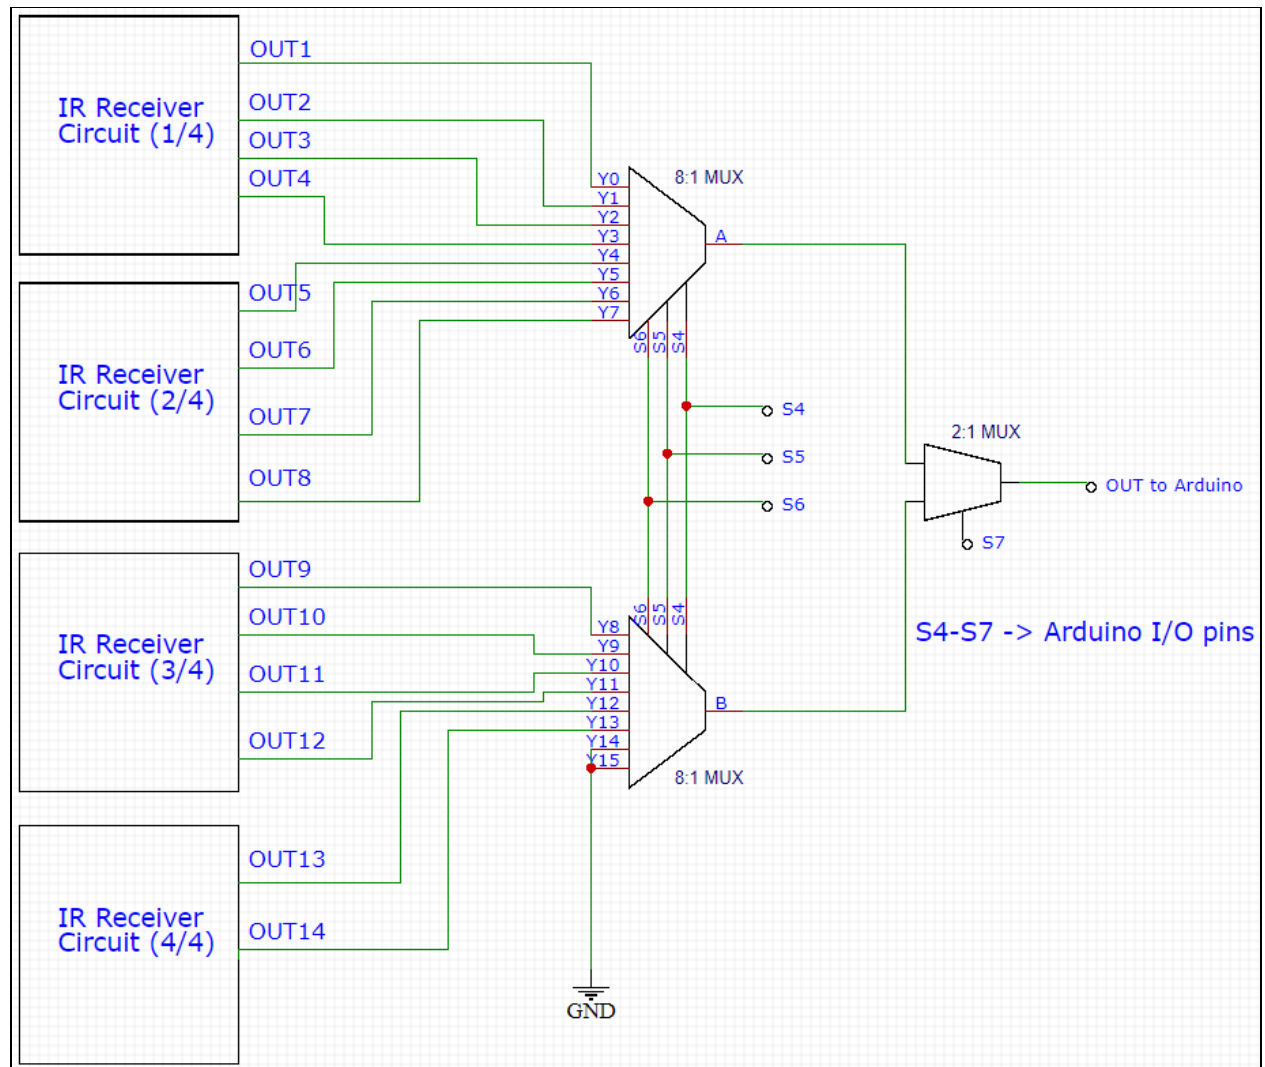 OUT1
IR Receiver
Circuit (1/4)
OUT2
OUT3
OUT4
8:1 MUX
Y0
Y1
Y2
Y3
Y4
Y5
Y6
Y7
A
S6
S5
S4
OUT5
IR Receiver
Circuit (2/4)
OUT6
OUT7
OUT8
S4
S5
S6
2:1 MUX
OUT to Arduino
S7
OUT9
IR Receiver
Circuit (3/4)
OUT10
OUT11
OUT12
S6
S5
S4
Y8
Y9
Y10
Y11
Y12
Y13
Y14
Y15
B
8:1 MUX
S4-S7 -> Arduino I/O pins
OUT13
IR Receiver
Circuit (4/4)
OUT14
GND